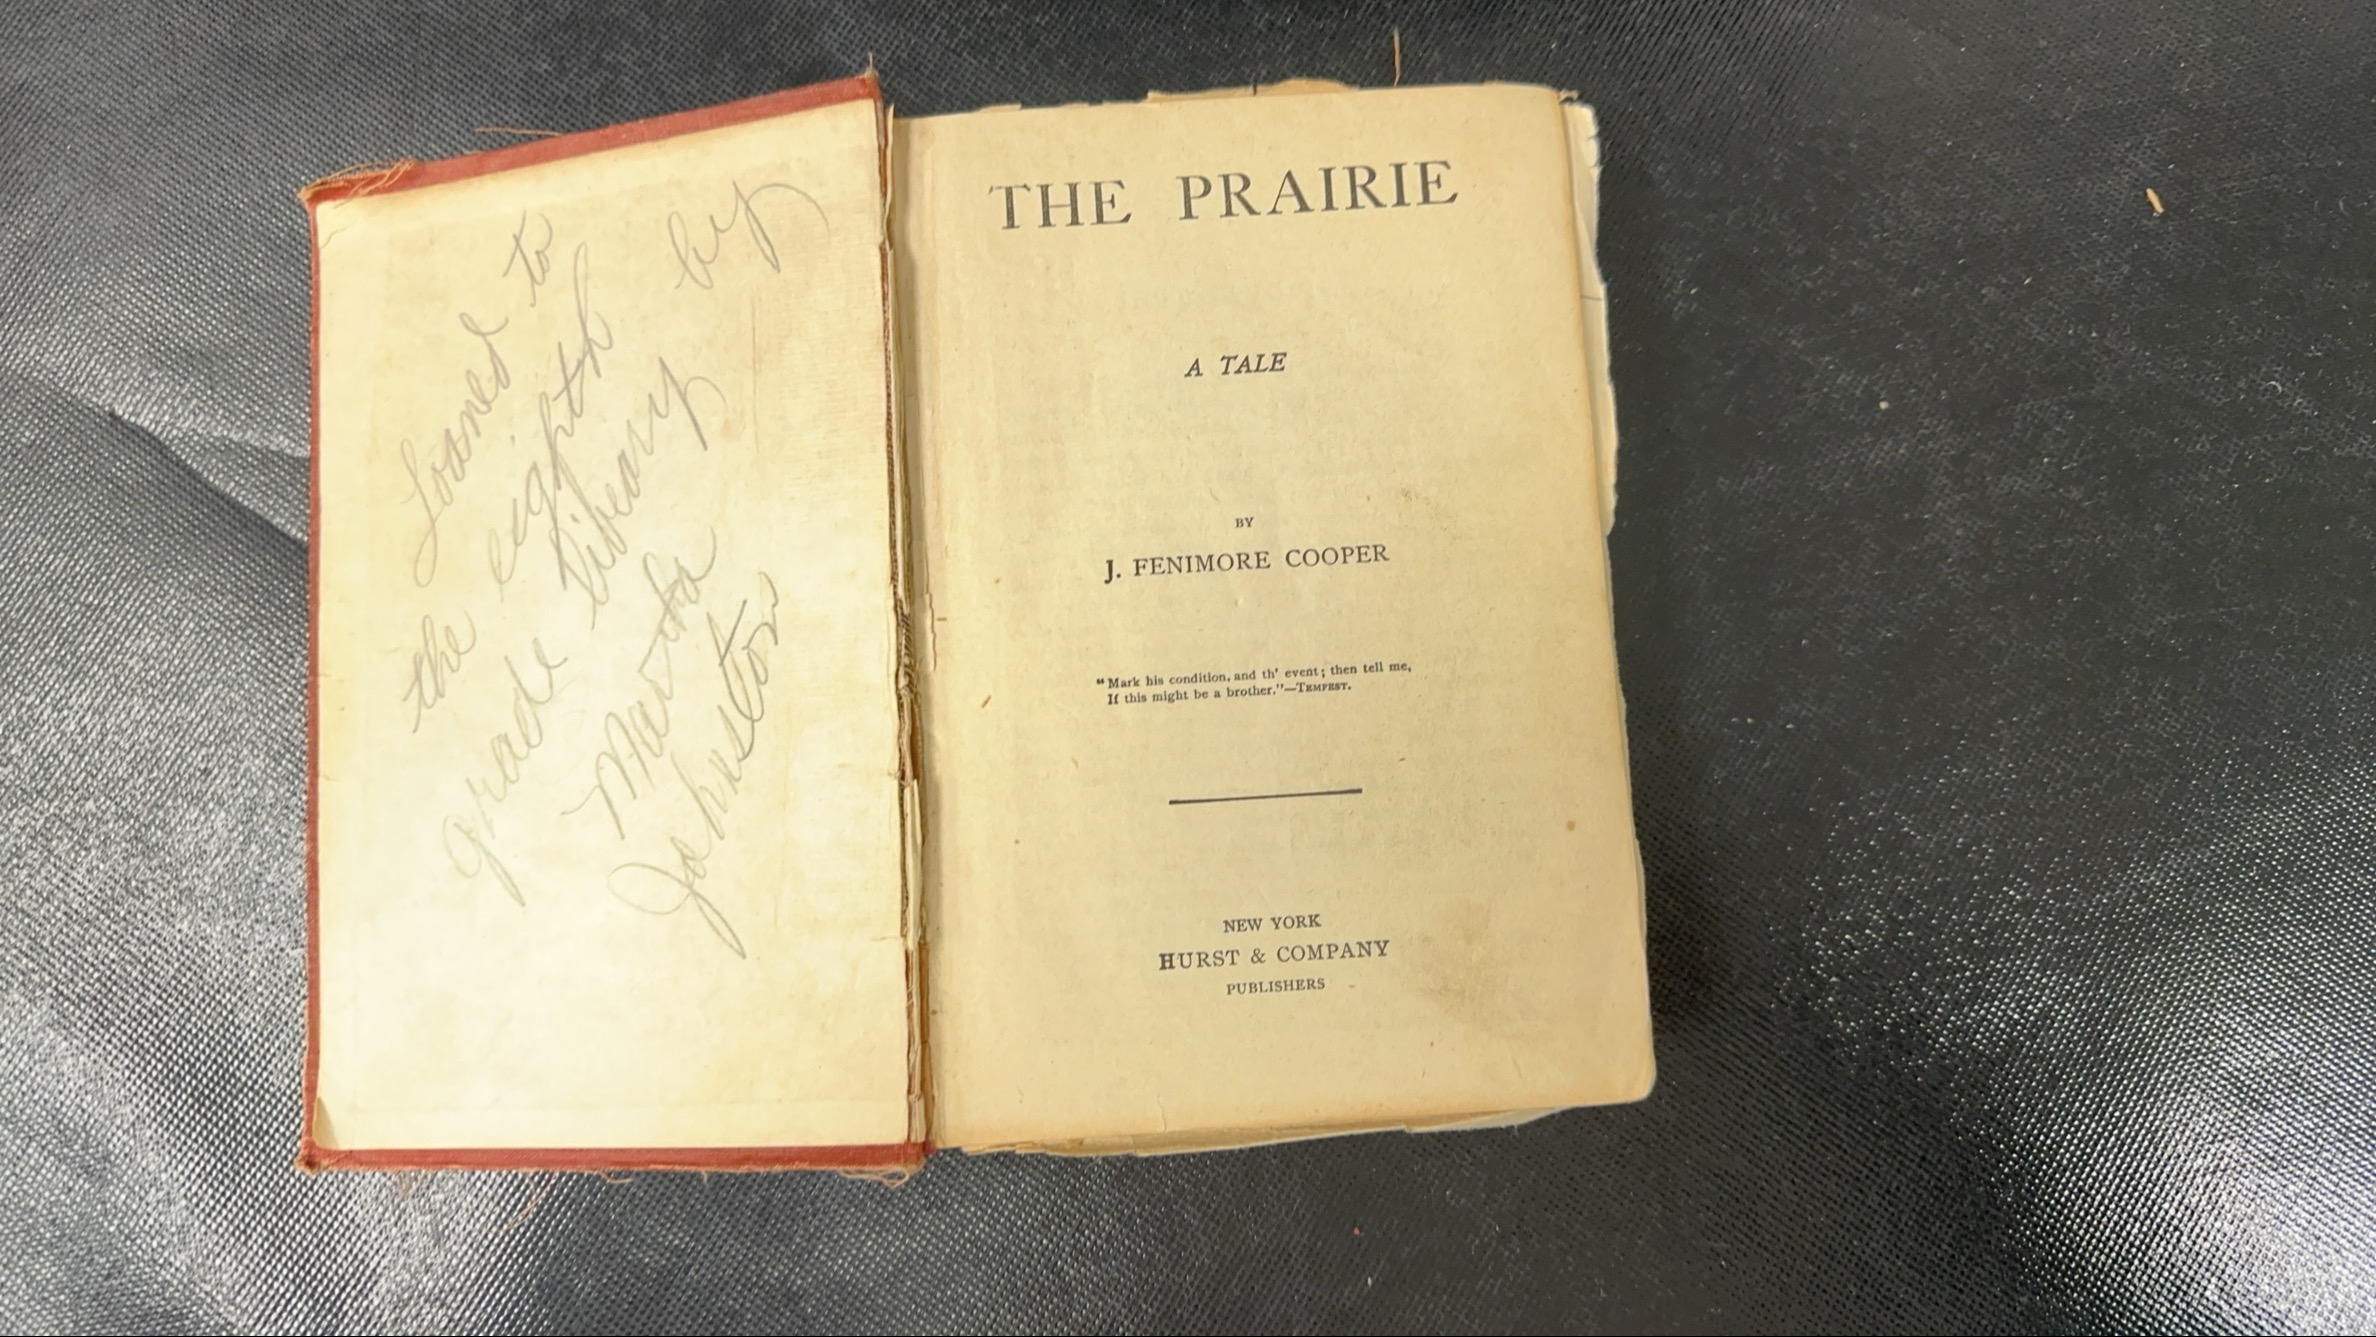 Loaned to
the eighth
grade library by
Martha
Johnston
THE PRAIRIE
A TALE
BY
J. FENIMORE COOPER
“Mark his condition, and th' event; then tell me,
If this might be a brother.”—TEMPEST.
NEW YORK
HURST & COMPANY
PUBLISHERS